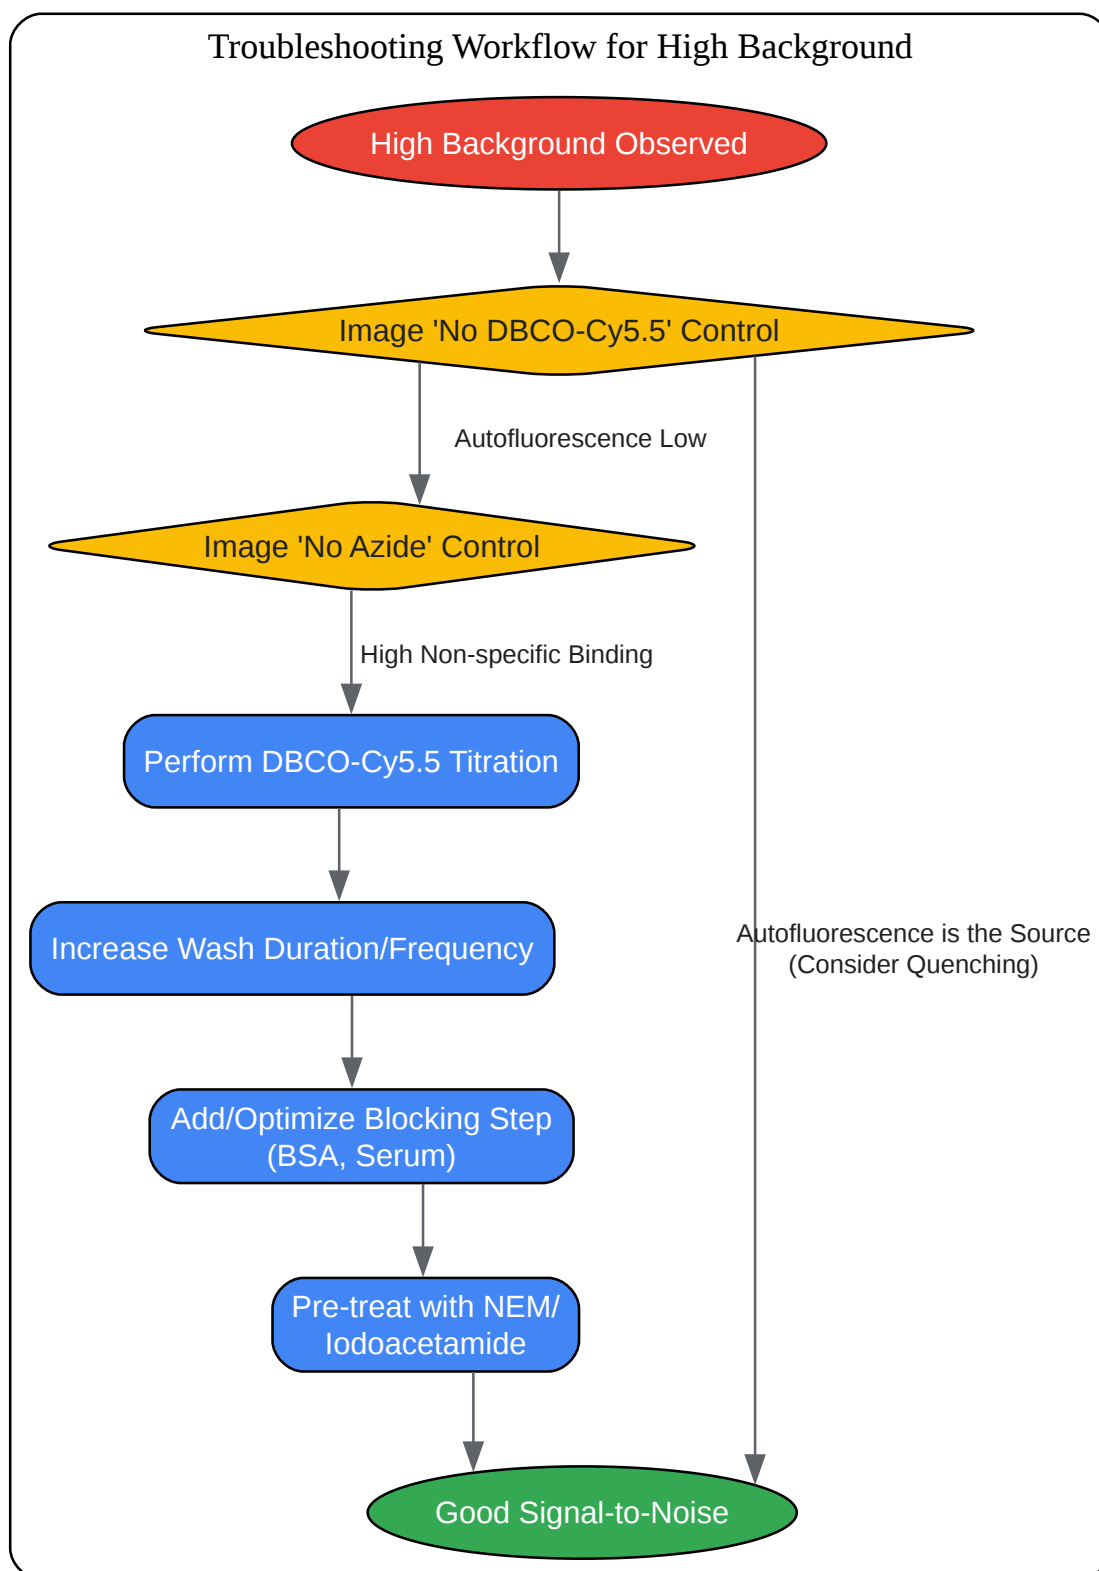 Troubleshooting Workflow for High Background
High Background Observed
Image 'No DBCO-Cy5.5' Control
Autofluorescence Low
Image 'No Azide' Control
High Non-specific Binding
Perform DBCO-Cy5.5 Titration
Increase Wash Duration/Frequency
Autofluorescence is the Source
(Consider Quenching)
Add/Optimize Blocking Step
(BSA, Serum)
Pre-treat with NEM/
Iodoacetamide
Good Signal-to-Noise